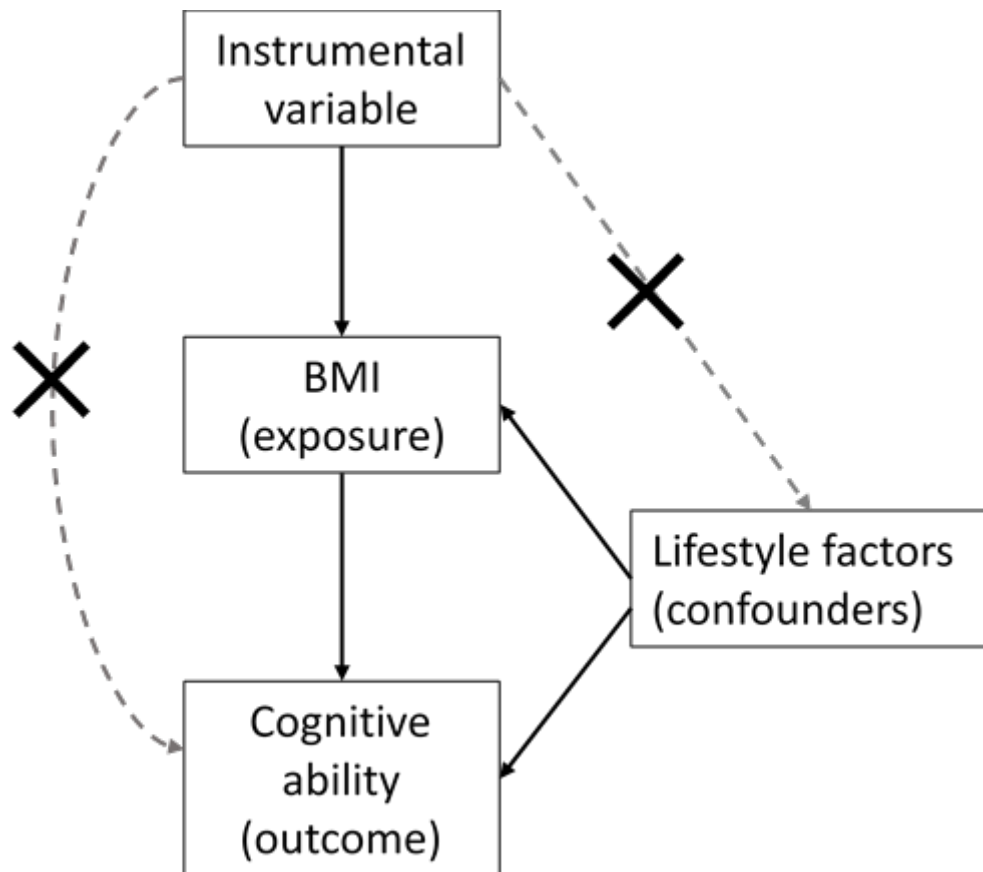 Instrumental
variable
BMI
(exposure)
Lifestyle factors
(confounders)
Cognitive
ability
(outcome)